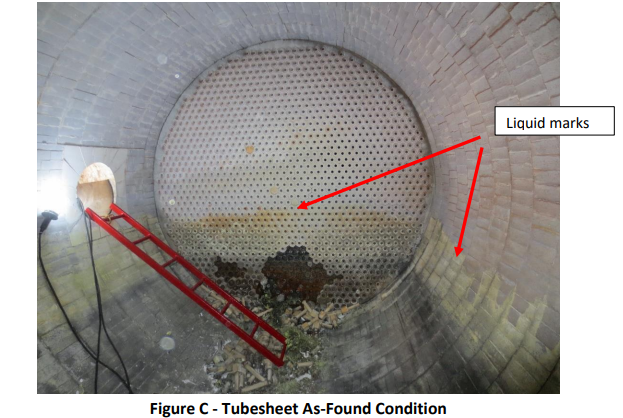 Liquid marks
Figure C - Tubesheet As-Found Condition